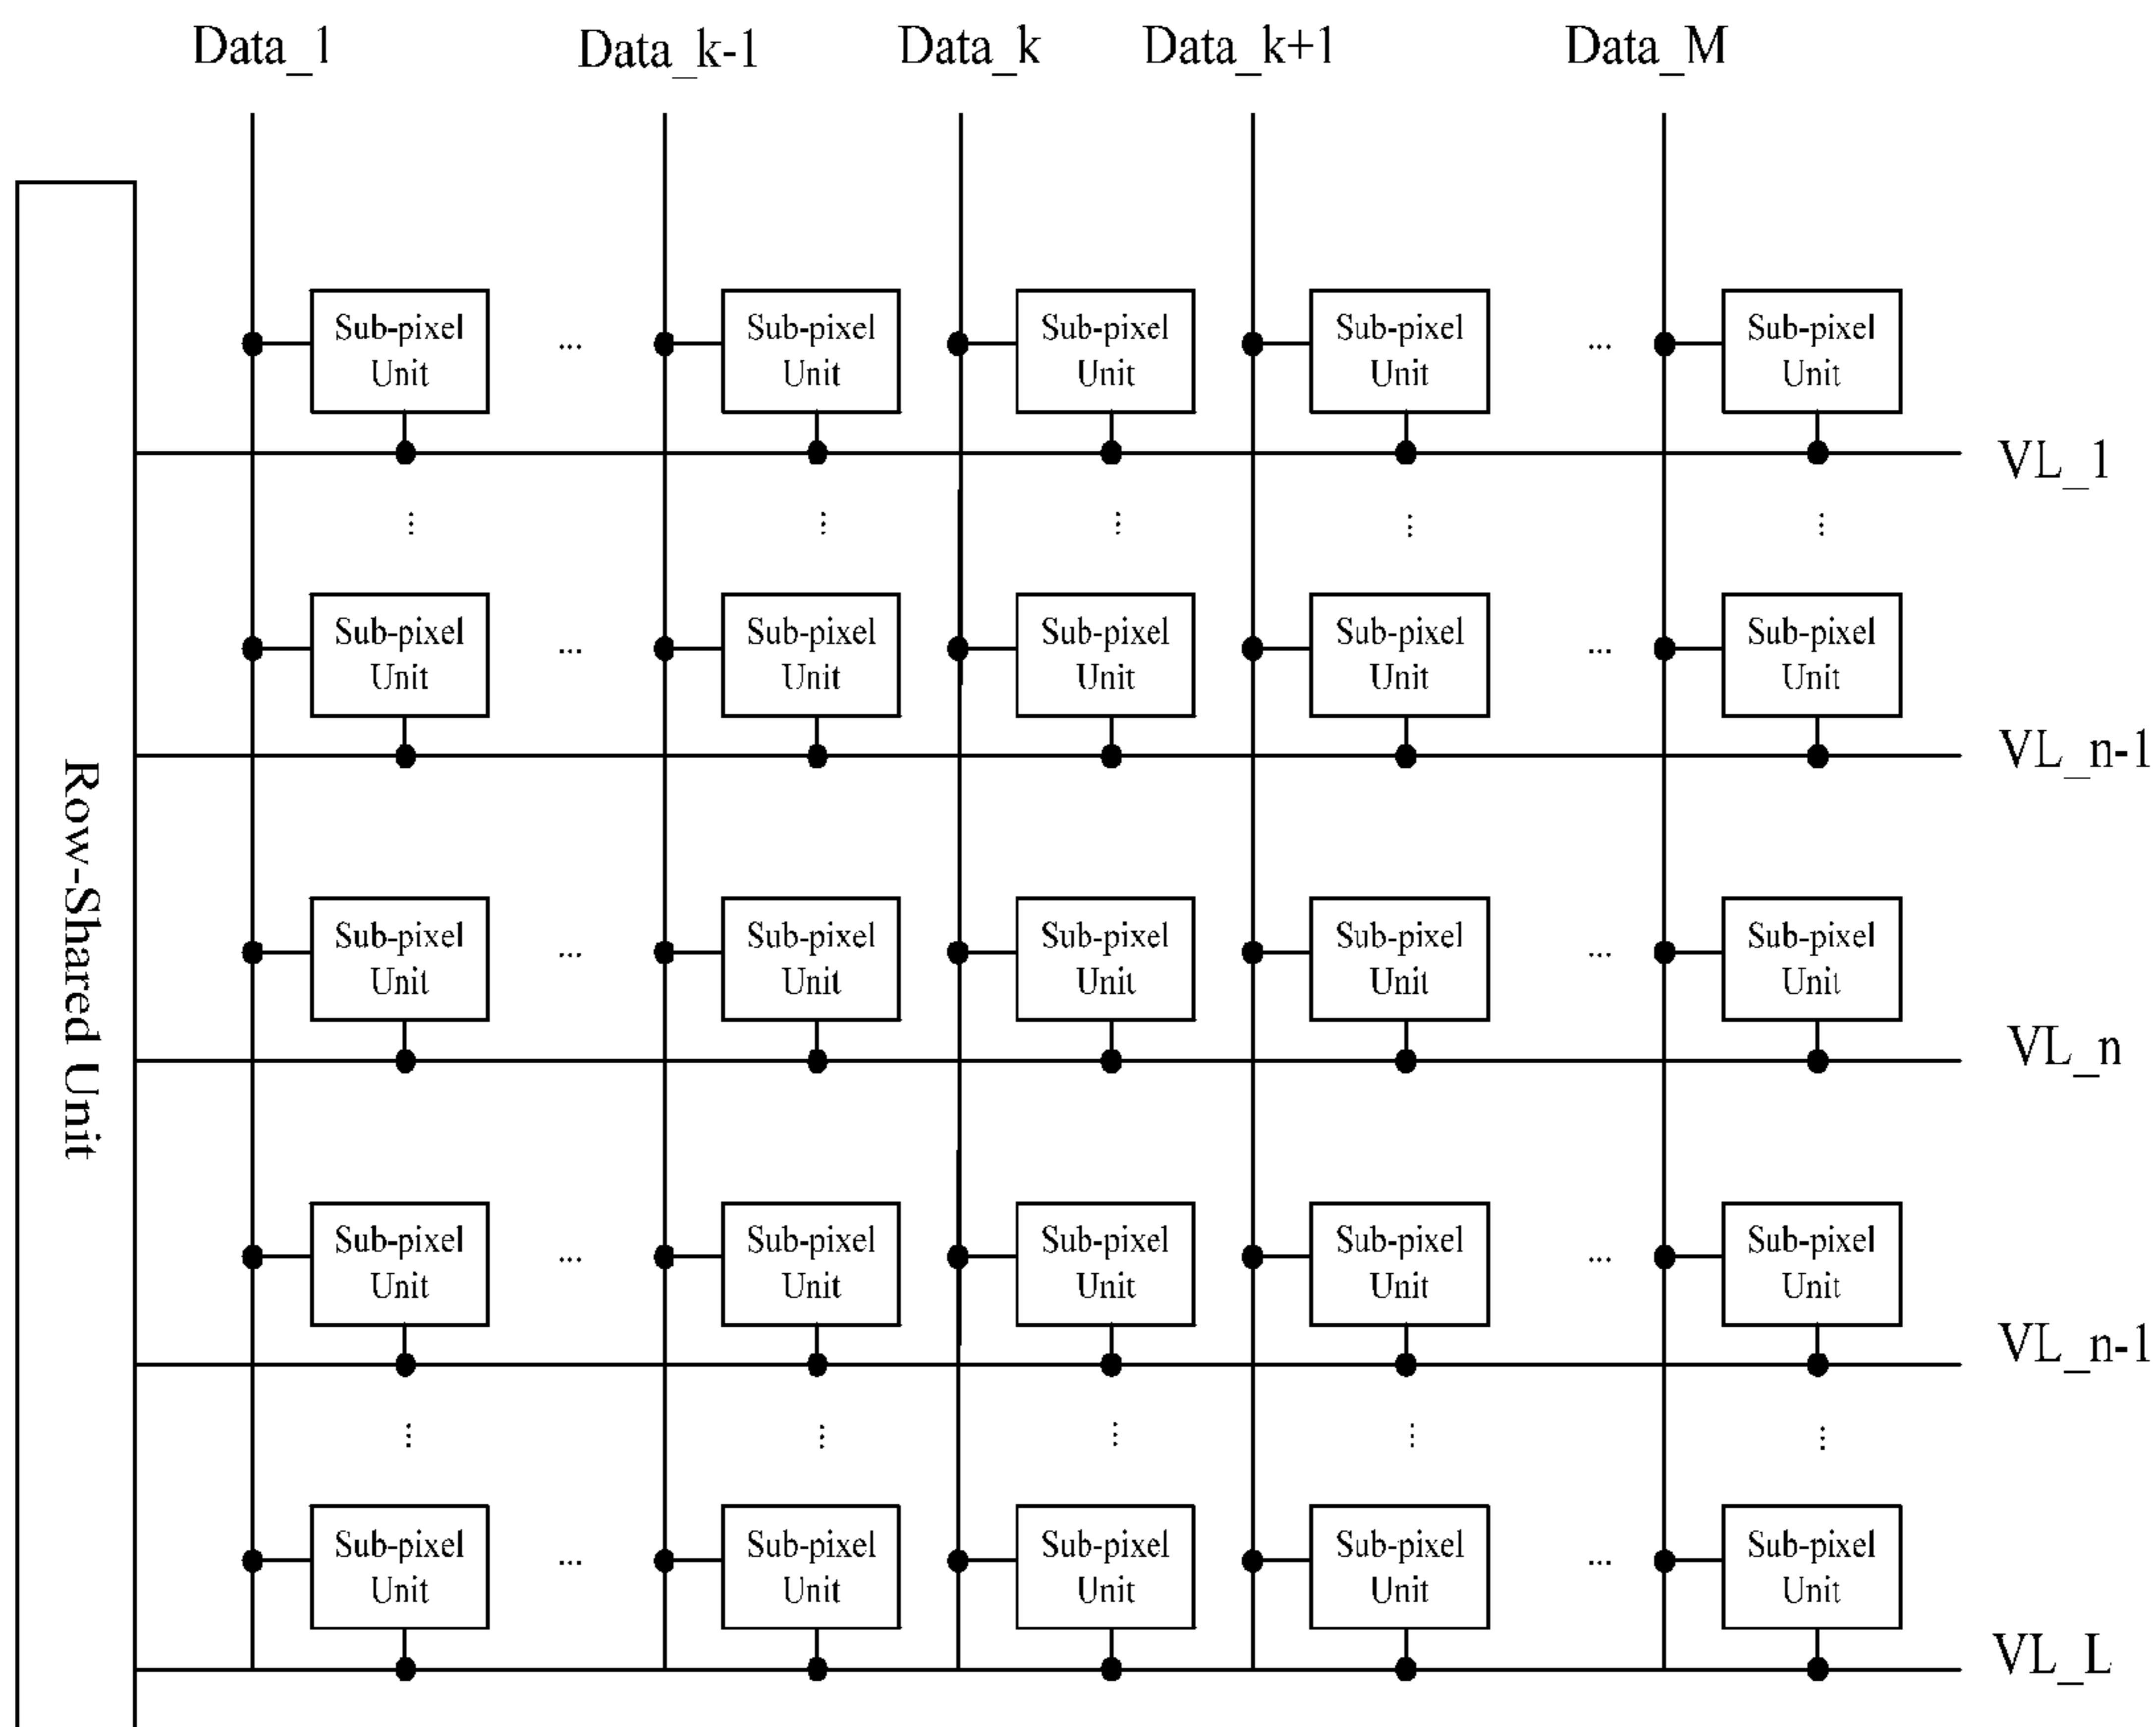 Data_1 Data_k-1 Data_k Data_k+1 Data_M
Sub-pixel Unit ... Sub-pixel Unit Sub-pixel Unit Sub-pixel Unit ... Sub-pixel Unit
VL_1
... ... ... ... ...
Sub-pixel Unit ... Sub-pixel Unit Sub-pixel Unit Sub-pixel Unit ... Sub-pixel Unit
VL_n-1
Row-Shared Unit
Sub-pixel Unit ... Sub-pixel Unit Sub-pixel Unit Sub-pixel Unit ... Sub-pixel Unit
VL_n
Sub-pixel Unit ... Sub-pixel Unit Sub-pixel Unit Sub-pixel Unit ... Sub-pixel Unit
VL_n-1
... ... ... ... ...
Sub-pixel Unit ... Sub-pixel Unit Sub-pixel Unit Sub-pixel Unit ... Sub-pixel Unit
VL_L